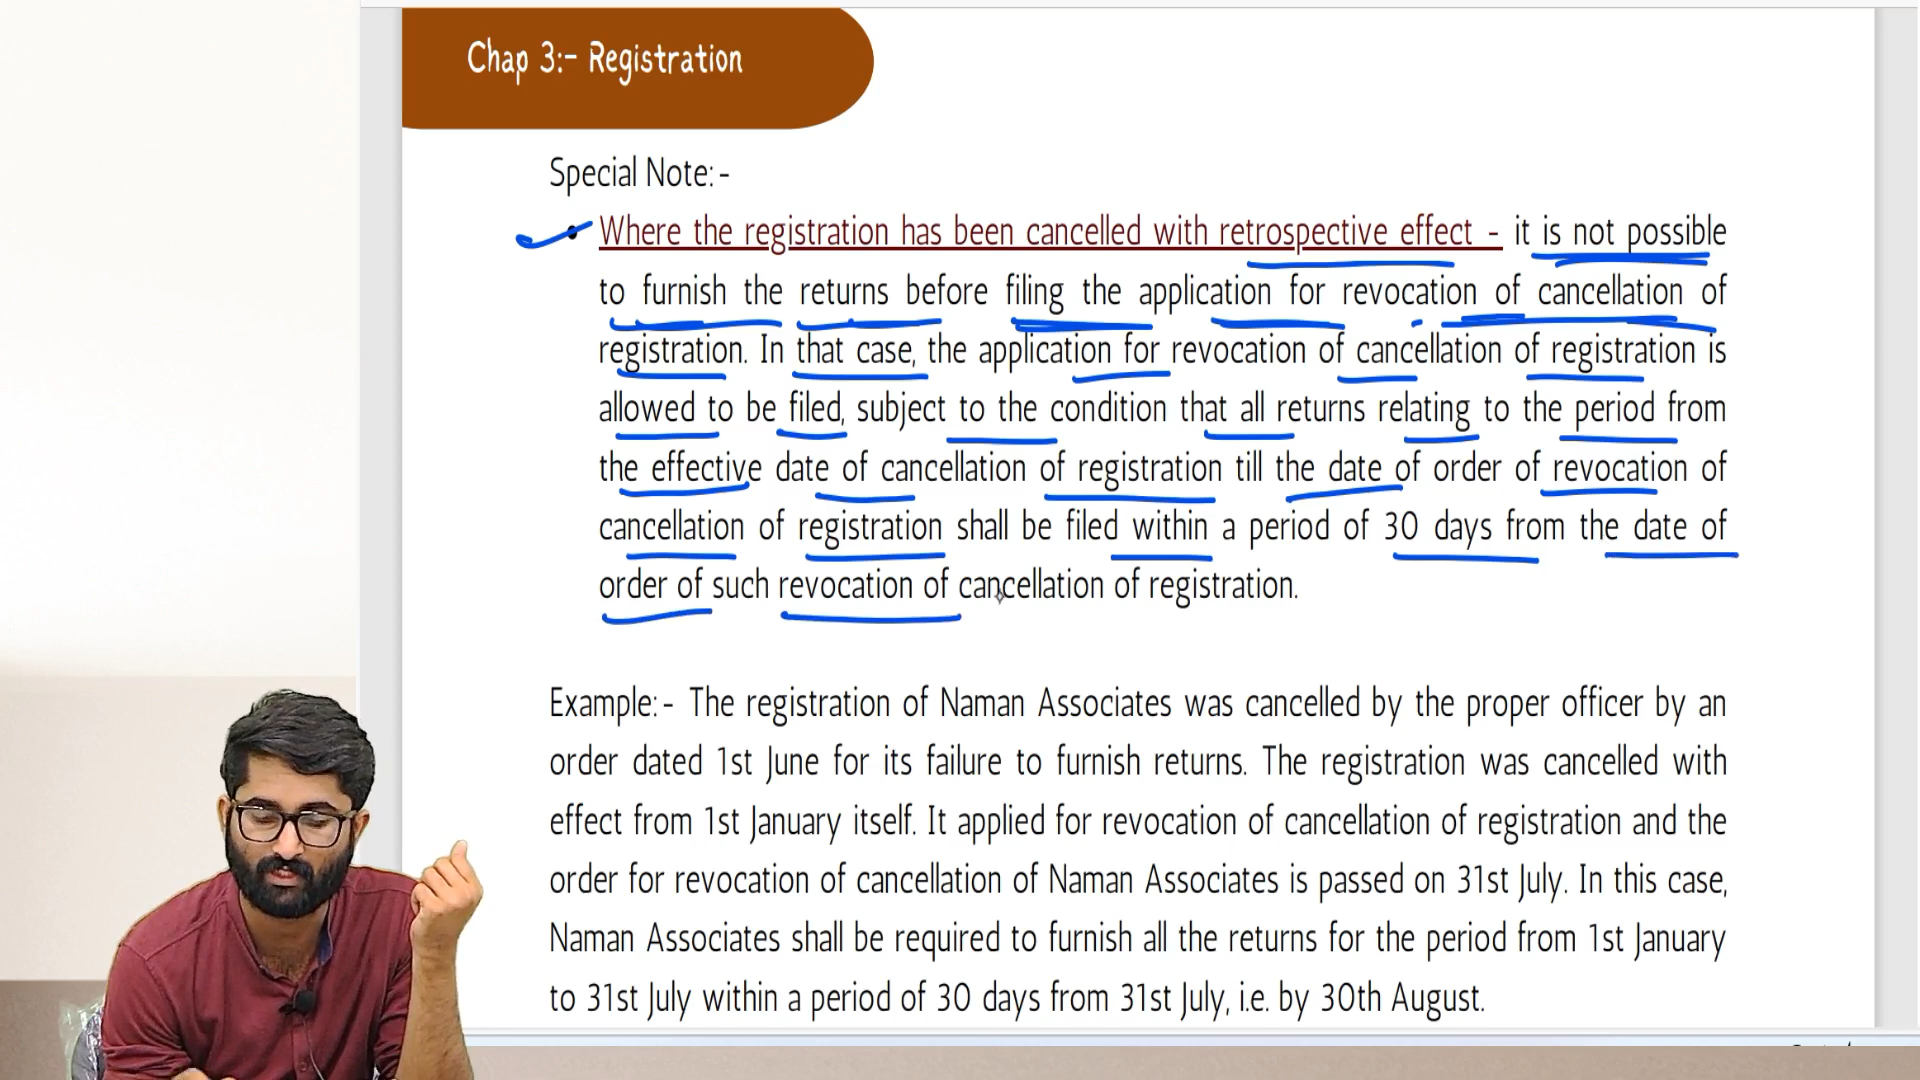 Chap 3:- Registration
Special Note:-
• Where the registration has been cancelled with retrospective effect - it is not possible
to furnish the returns before filing the application for revocation of cancellation of
registration. In that case, the application for revocation of cancellation of registration is
allowed to be filed, subject to the condition that all returns relating to the period from
the effective date of cancellation of registration till the date of order of revocation of
cancellation of registration shall be filed within a period of 30 days from the date of
order of such revocation of cancellation of registration.
Example:- The registration of Naman Associates was cancelled by the proper officer by an
order dated 1st June for its failure to furnish returns. The registration was cancelled with
effect from 1st January itself. It applied for revocation of cancellation of registration and the
order for revocation of cancellation of Naman Associates is passed on 31st July. In this case,
Naman Associates shall be required to furnish all the returns for the period from 1st January
to 31st July within a period of 30 days from 31st July, i.e. by 30th August.